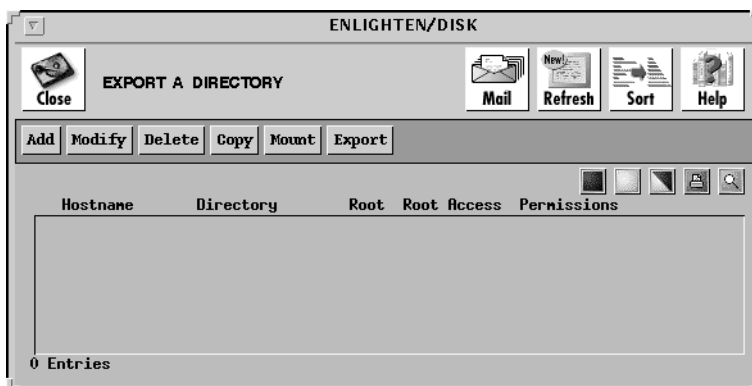 ENLIGHTEN/DISK
Close
EXPORT A DIRECTORY
Mail
New!
Refresh
Sort
Help
Add Modify Delete Copy Mount Export
Hostname Directory Root Root Access Permissions
0 Entries